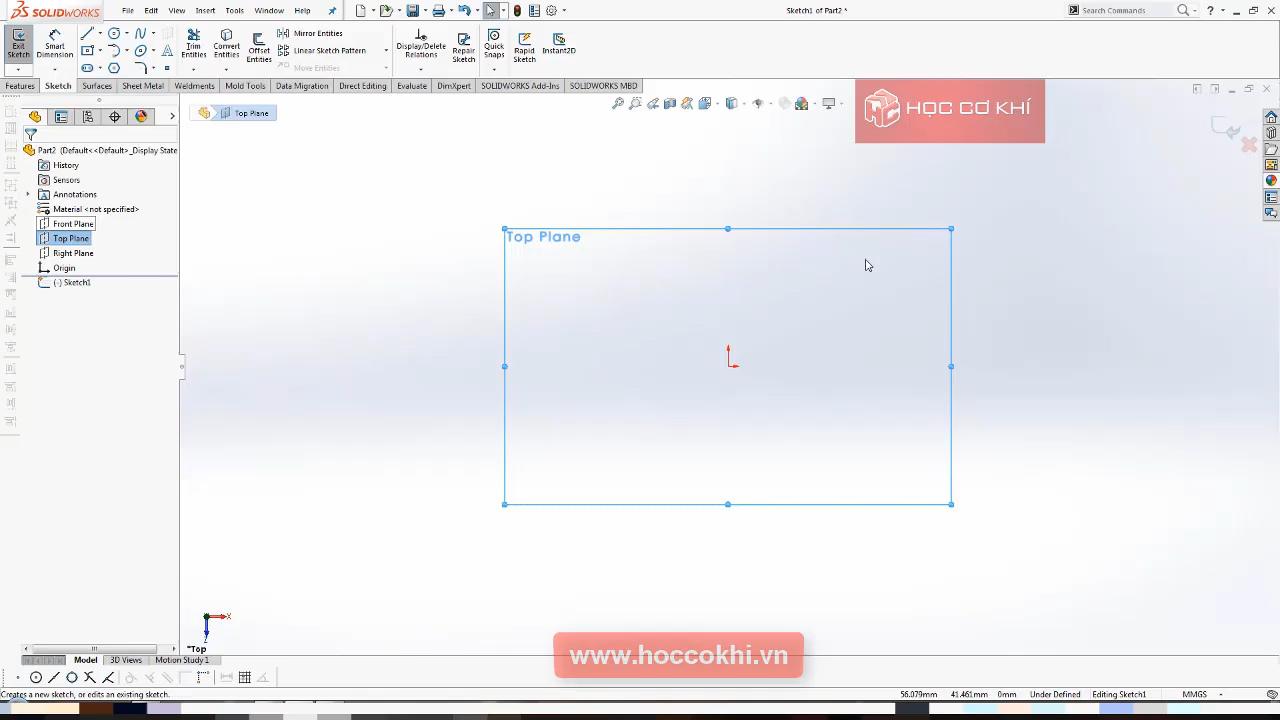 SOLIDWORKS
File
Edit
View
Insert
Tools
Window
Help
Sketch1 of Part2 *
Search Commands
Exit Sketch
Smart Dimension
Trim Entities
Convert Entities
Offset Entities
Mirror Entities
Linear Sketch Pattern
Move Entities
Display/Delete Relations
Repair Sketch
Quick Snaps
Rapid Sketch
Instant2D
Features
Sketch
Surfaces
Sheet Metal
Weldments
Mold Tools
Data Migration
Direct Editing
Evaluate
DimXpert
SOLIDWORKS Add-Ins
SOLIDWORKS MBD
Top Plane
HỌC CƠ KHÍ
Part2 (Default<<Default>_Display State
History
Sensors
Annotations
Material <not specified>
Front Plane
Top Plane
Right Plane
Origin
(-) Sketch1
Top Plane
X
*Top
Model
3D Views
Motion Study 1
www.hoccokhi.vn
Creates a new sketch, or edits an existing sketch.
56.079mm
41.461mm
0mm
Under Defined
Editing Sketch1
MMGS